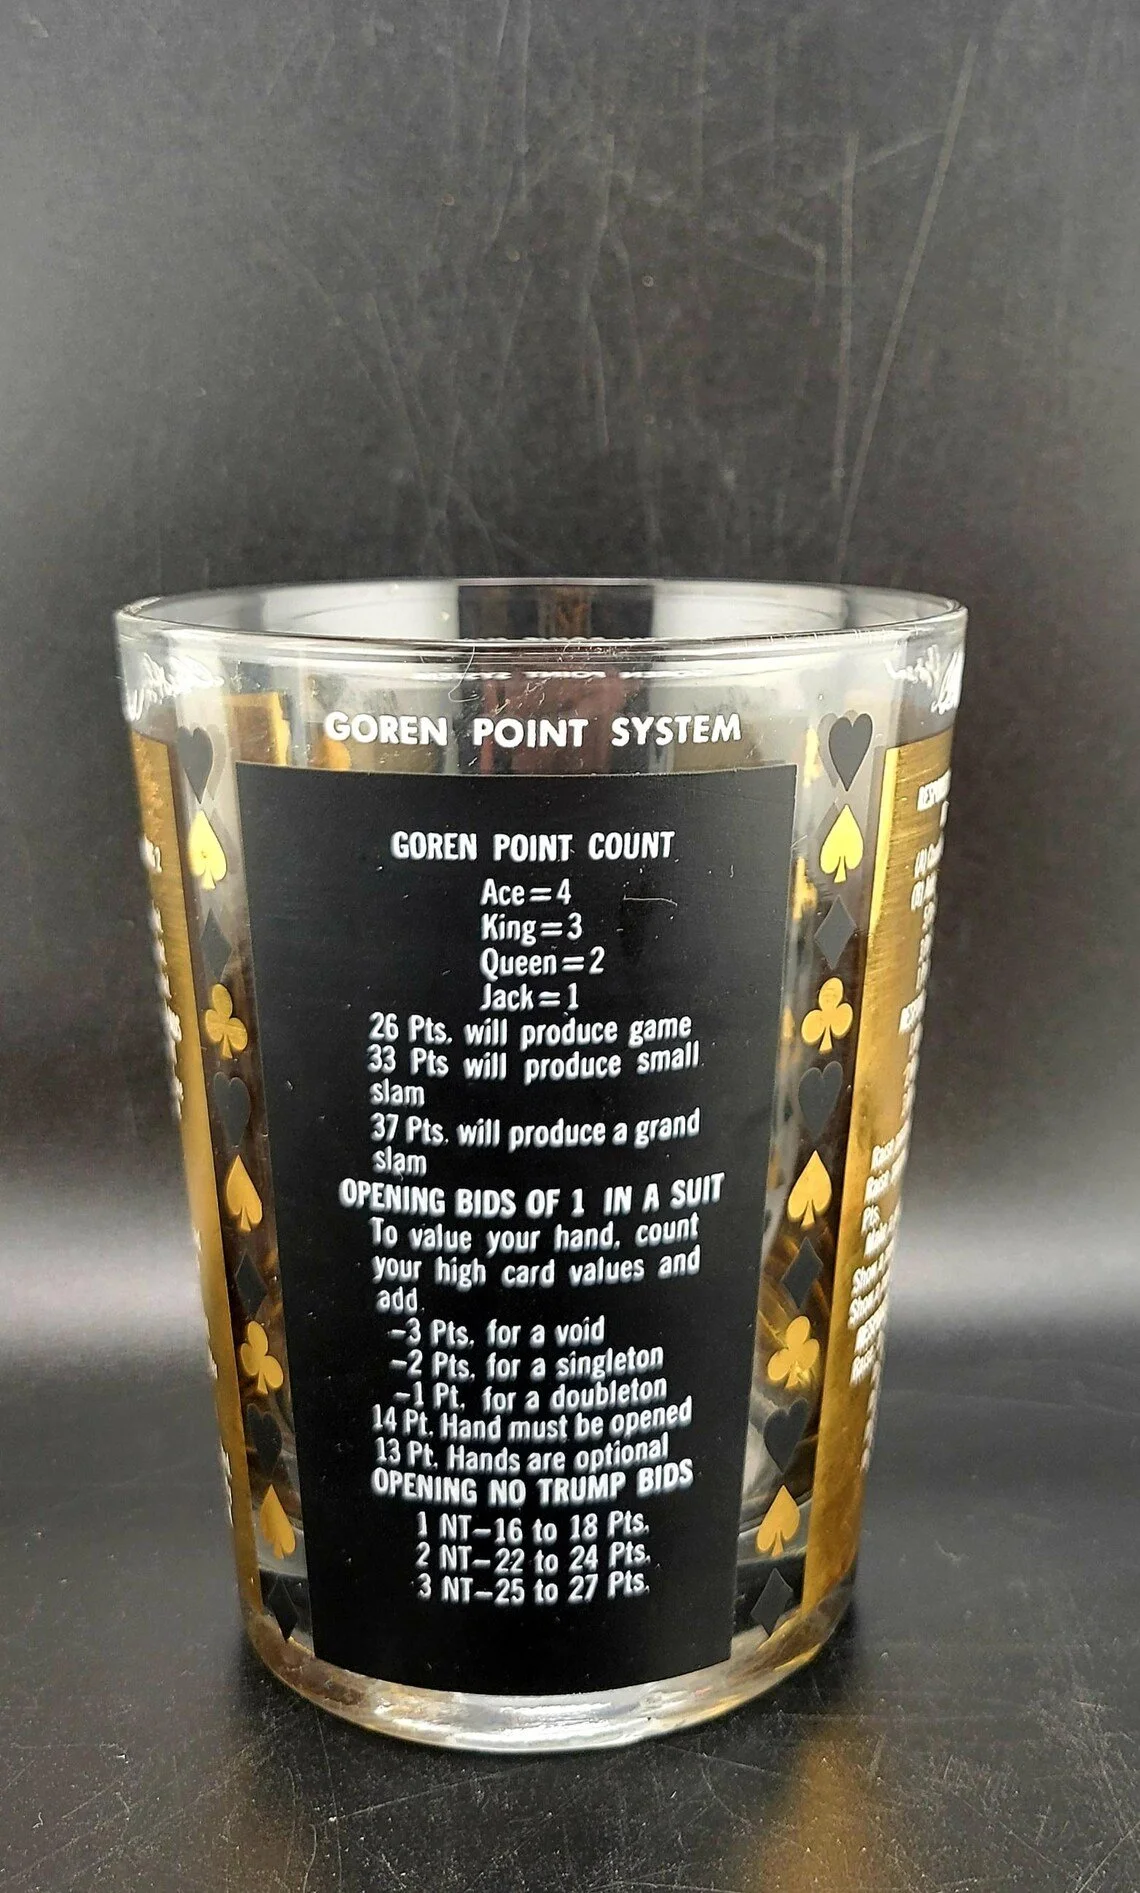 GOREN POINT SYSTEM
GOREN POINT COUNT
Ace=4
King=3
Queen=2
Jack=1
26 Pts. will produce game
33 Pts will produce small
slam
37 Pts. will produce a grand
slam
OPENING BIDS OF 1 IN A SUIT
To value your hand, count
your high card values and
add
-3 Pts. for a void
-2 Pts. for a singleton
-1 Pt. for a doubleton
14 Pt. Hand must be opened
13 Pt. Hands are optional
OPENING NO TRUMP BIDS
1 NT-16 to 18 Pts.
2 NT-22 to 24 Pts.
3 NT-25 to 27 Pts.